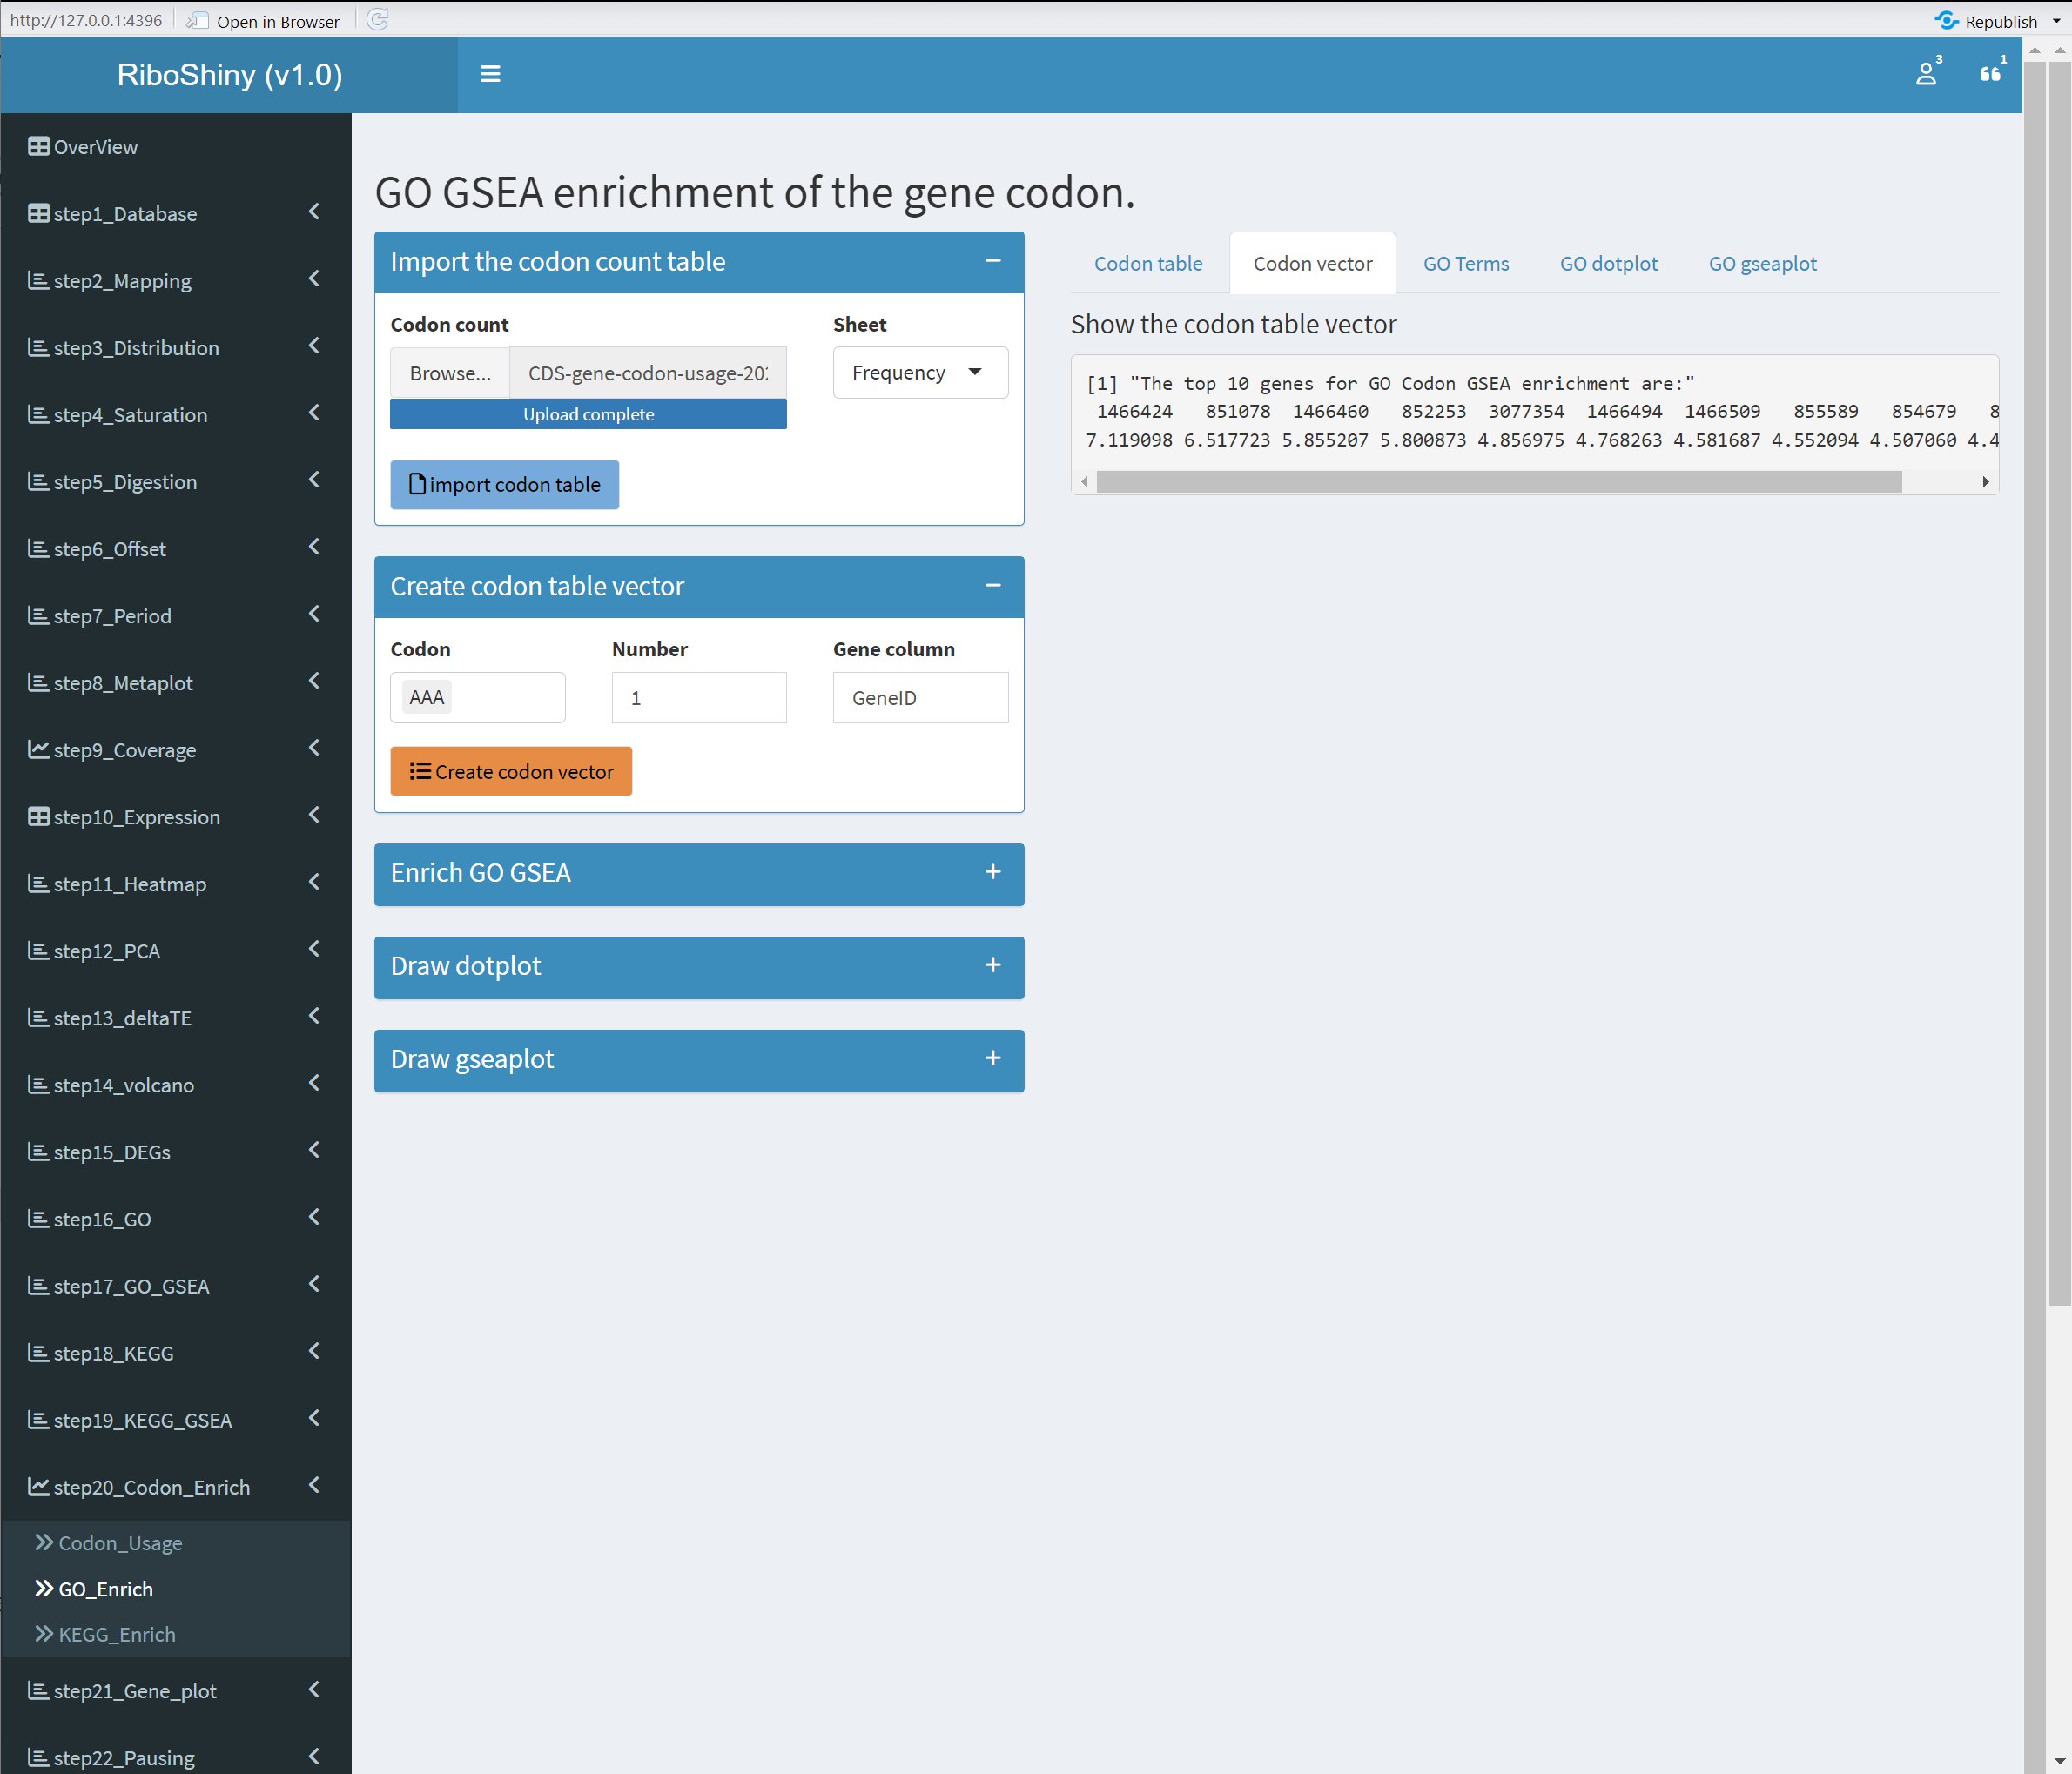 http://127.0.0.1:4396 Open in Browser Republish
RiboShiny (v1.0) 3 1
OverView
step1_Database
step2_Mapping
step3_Distribution
step4_Saturation
step5_Digestion
step6_Offset
step7_Period
step8_Metaplot
step9_Coverage
step10_Expression
step11_Heatmap
step12_PCA
step13_deltaTE
step14_volcano
step15_DEGs
step16_GO
step17_GO_GSEA
step18_KEGG
step19_KEGG_GSEA
step20_Codon_Enrich
Codon_Usage
GO_Enrich
KEGG_Enrich
step21_Gene_plot
step22_Pausing
GO GSEA enrichment of the gene codon.
Import the codon count table
Codon count Sheet
Browse... CDS-gene-codon-usage-202 Frequency
Upload complete
import codon table
Create codon table vector
Codon Number Gene column
AAA 1 GeneID
Create codon vector
Enrich GO GSEA
Draw dotplot
Draw gseaplot
Codon table Codon vector GO Terms GO dotplot GO gseaplot
Show the codon table vector
[1] "The top 10 genes for GO Codon GSEA enrichment are:"
1466424 851078 1466460 852253 3077354 1466494 1466509 855589 854679 8
7.119098 6.517723 5.855207 5.800873 4.856975 4.768263 4.581687 4.552094 4.507060 4.4